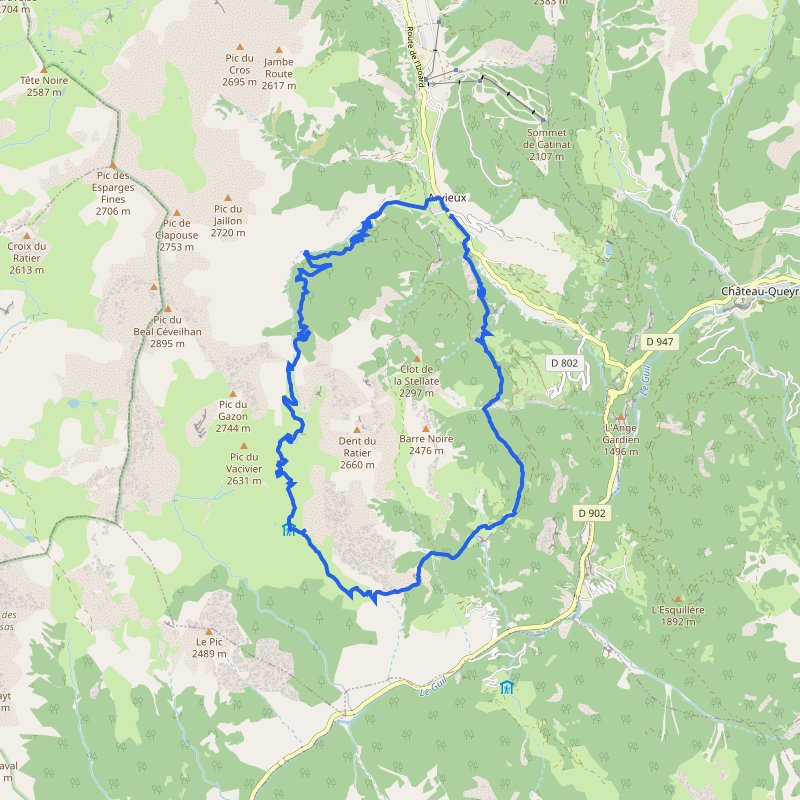 2704 m
Tête Noire
2587 m
Pic du
Cros
2695 m
Jambe
Route
2617 m
Route de l'Izoard
2383 m
Sommet
de Catinat
2107 m
Pic des
Esparges
Fines
2706 m
Arvieux
Pic de
Clapouse
2753 m
Pic du
Jaillon
2720 m
Croix du
Ratier
2613 m
Château-Queyr
Pic du
Beal Céveilhan
2895 m
D 947
D 802
Le Guil
Clot de
la Stellate
2297 m
Pic du
Gazon
2744 m
Dent du
Ratier
2660 m
Barre Noire
2476 m
L'Ange
Gardien
1496 m
Pic du
Vacivier
2631 m
D 902
des
sas
L'Esquillère
1892 m
Le Pic
2489 m
Le Guil
ayt
m
aval
m